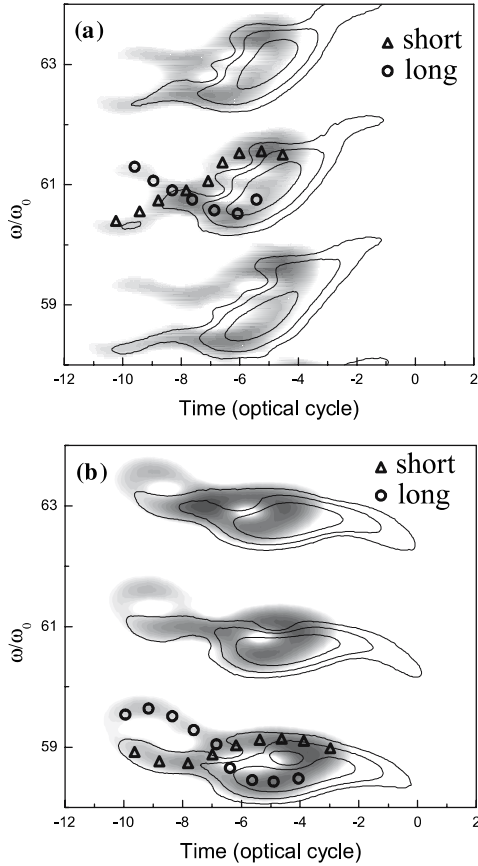 (a)
△ short
○ long
63
61
59
ω/ω₀
-12 -10 -8 -6 -4 -2 0 2
Time (optical cycle)
(b)
△ short
○ long
63
61
59
ω/ω₀
-12 -10 -8 -6 -4 -2 0 2
Time (optical cycle)